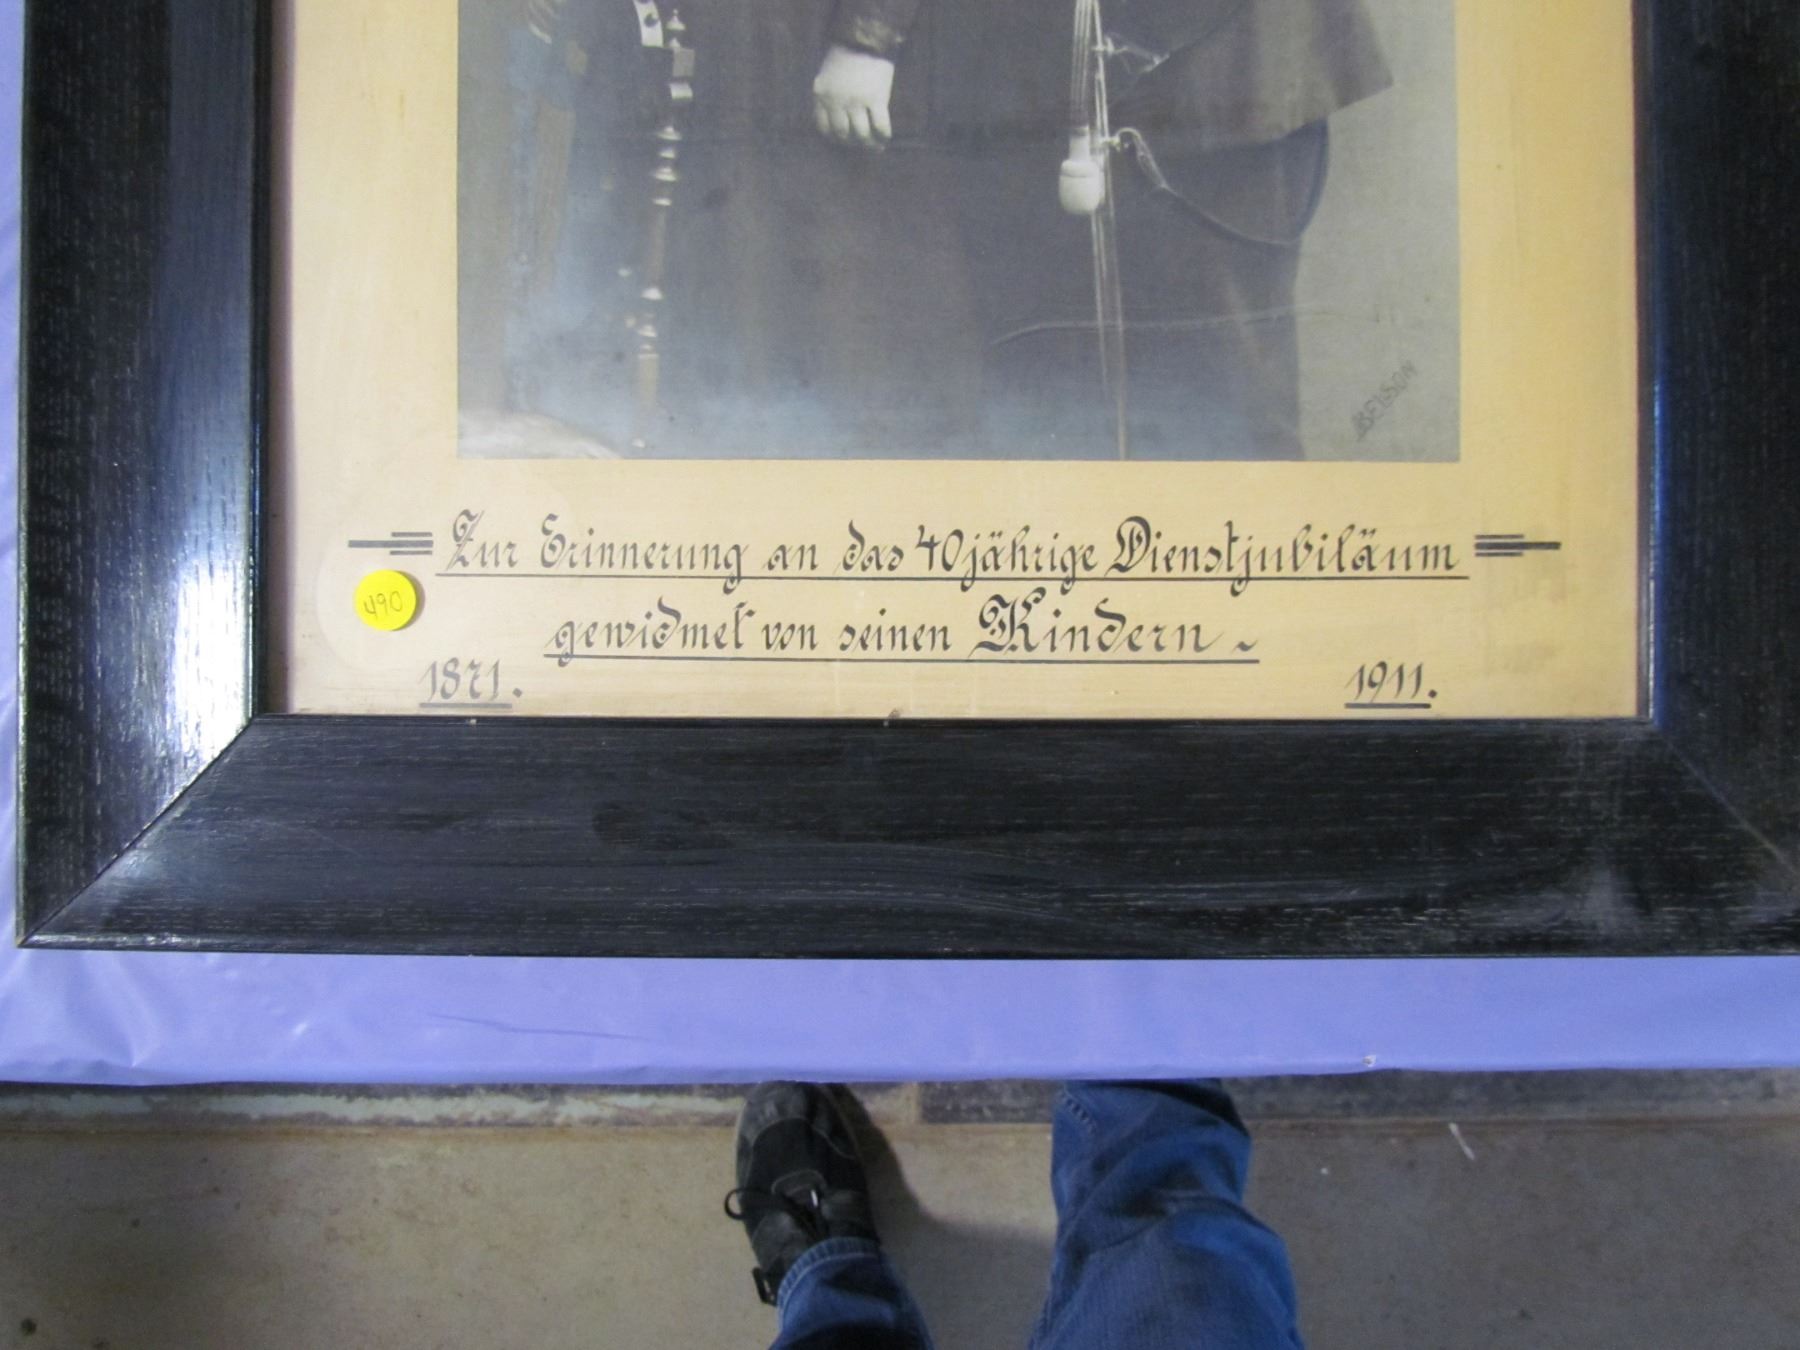 Zur Erinnerung an das 40jährige Dienstjubiläum
490
gewidmet von seinen Kindern ~
1871.
1911.